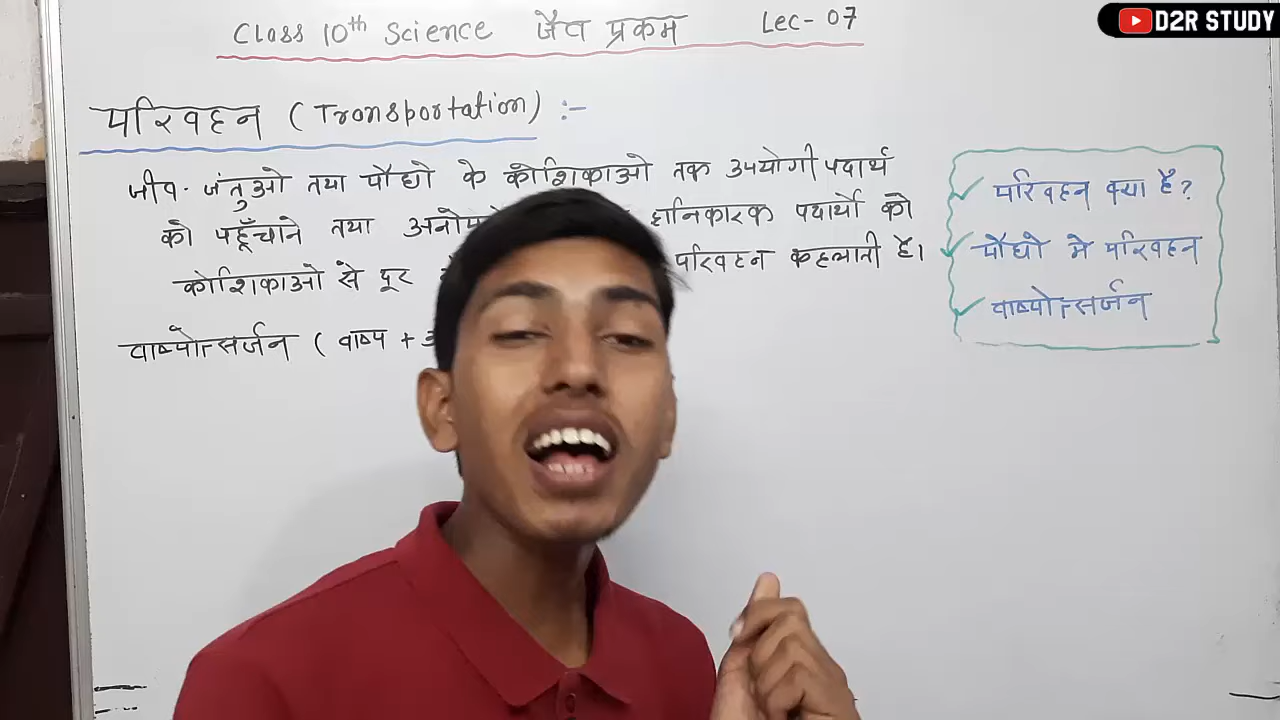 Class 10th Science जैव प्रक्रम Lec- 07
D2R STUDY
परिवहन (Transportation) :-
जीव-जंतुओ तथा पौधो के कोशिकाओ तक उपयोगी पदार्थ
को पहूँचाने तथा हानिकारक पदार्थो को
कोशिकाओ से दूर परिवहन कहलाती है।
वाष्पोत्सर्जन ( वाष्प +
परिवहन क्या है?
पौधो मे परिवहन
वाष्पोत्सर्जन